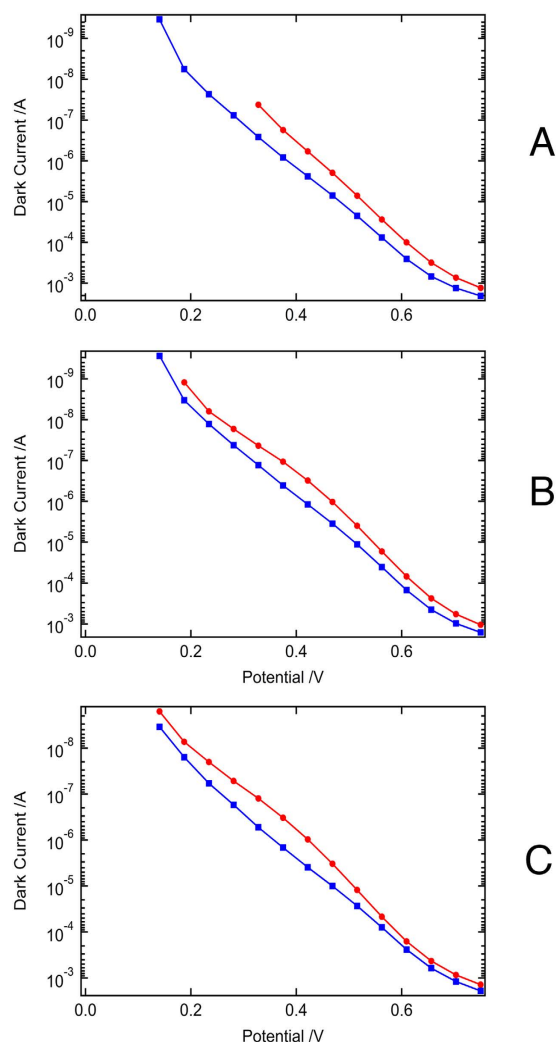 10⁻⁹
10⁻⁸
10⁻⁷
10⁻⁶
10⁻⁵
10⁻⁴
10⁻³
Dark Current /A
0.0 0.2 0.4 0.6
A
10⁻⁹
10⁻⁸
10⁻⁷
10⁻⁶
10⁻⁵
10⁻⁴
10⁻³
Dark Current /A
0.0 0.2 0.4 0.6
Potential /V
B
10⁻⁸
10⁻⁷
10⁻⁶
10⁻⁵
10⁻⁴
10⁻³
Dark Current /A
0.0 0.2 0.4 0.6
Potential /V
C